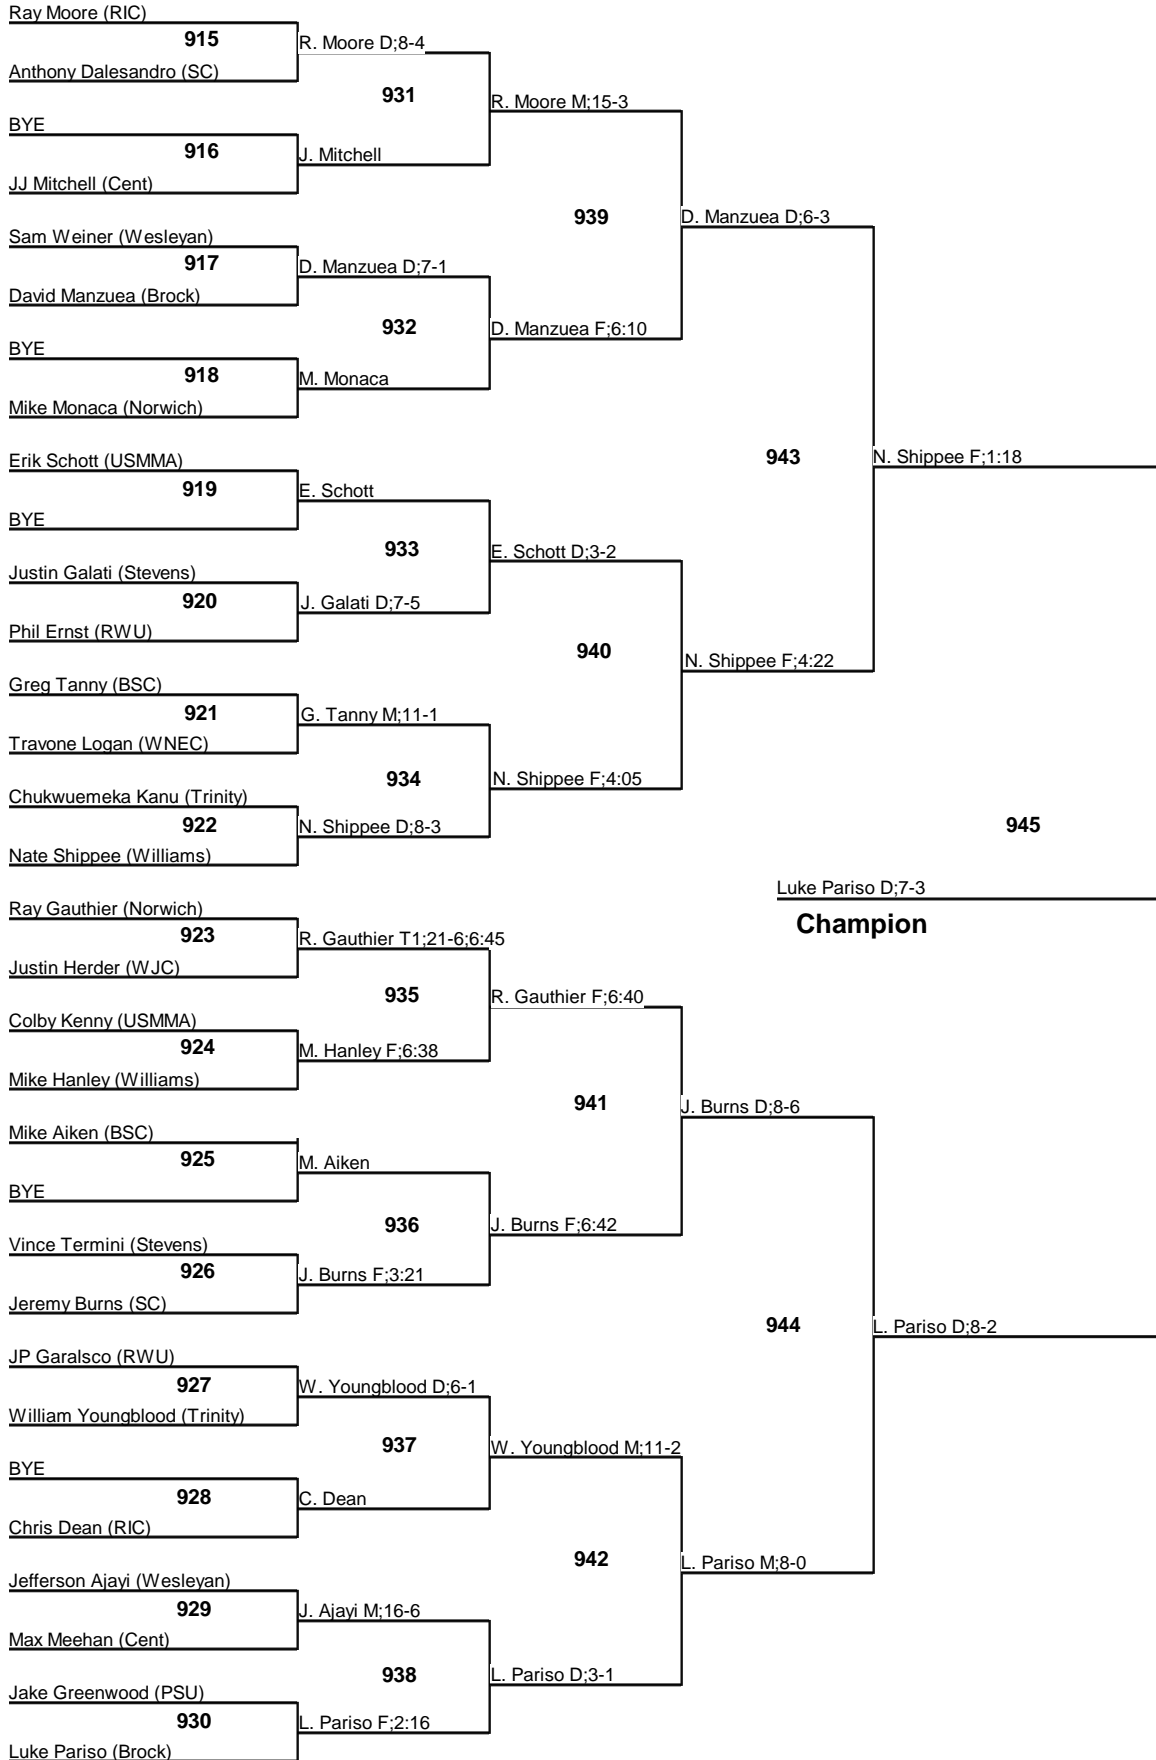 Ray Moore (RIC)
915
R. Moore D;8-4
Anthony Dalesandro (SC)
931
R. Moore M;15-3
BYE
916
J. Mitchell
JJ Mitchell (Cent)
939
D. Manzuea D;6-3
Sam Weiner (Wesleyan)
917
D. Manzuea D;7-1
David Manzuea (Brock)
932
D. Manzuea F;6:10
BYE
918
M. Monaca
Mike Monaca (Norwich)
943
N. Shippee F;1:18
Erik Schott (USMMA)
919
E. Schott
BYE
933
E. Schott D;3-2
Justin Galati (Stevens)
920
J. Galati D;7-5
Phil Ernst (RWU)
940
N. Shippee F;4:22
Greg Tanny (BSC)
921
G. Tanny M;11-1
Travone Logan (WNEC)
934
N. Shippee F;4:05
Chukwuemeka Kanu (Trinity)
922
N. Shippee D;8-3
945
Nate Shippee (Williams)
Luke Pariso D;7-3
Champion
Ray Gauthier (Norwich)
923
R. Gauthier T1;21-6;6:45
Justin Herder (WJC)
935
R. Gauthier F;6:40
Colby Kenny (USMMA)
924
M. Hanley F;6:38
Mike Hanley (Williams)
941
J. Burns D;8-6
Mike Aiken (BSC)
925
M. Aiken
BYE
936
J. Burns F;6:42
Vince Termini (Stevens)
926
J. Burns F;3:21
Jeremy Burns (SC)
944
L. Pariso D;8-2
JP Garalsco (RWU)
927
W. Youngblood D;6-1
William Youngblood (Trinity)
937
W. Youngblood M;11-2
BYE
928
C. Dean
Chris Dean (RIC)
942
L. Pariso M;8-0
Jefferson Ajayi (Wesleyan)
929
J. Ajayi M;16-6
Max Meehan (Cent)
938
L. Pariso D;3-1
Jake Greenwood (PSU)
930
L. Pariso F;2:16
Luke Pariso (Brock)